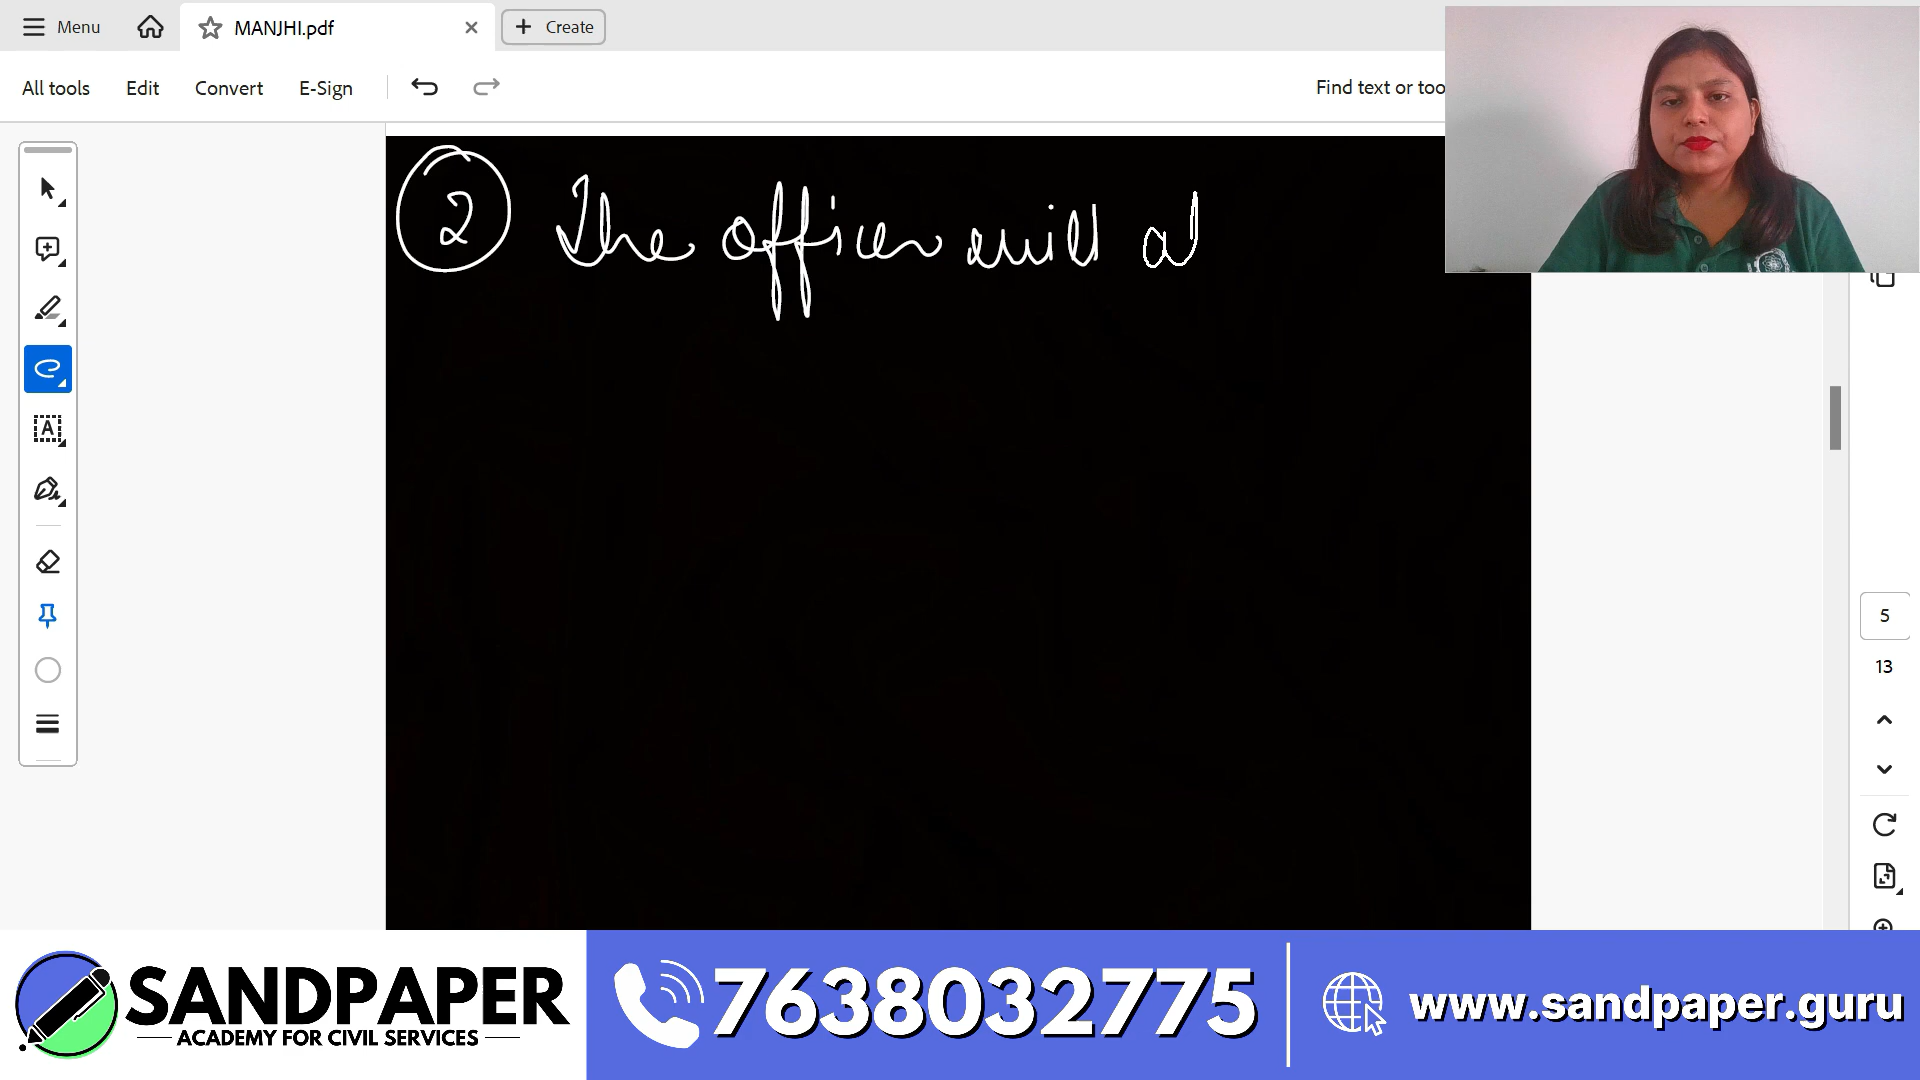 Menu
MANJHI.pdf
Create
All tools
Edit
Convert
E-Sign
Find text or too
2 The officer will al
A
5
13
SANDPAPER
ACADEMY FOR CIVIL SERVICES
7638032775
www.sandpaper.guru